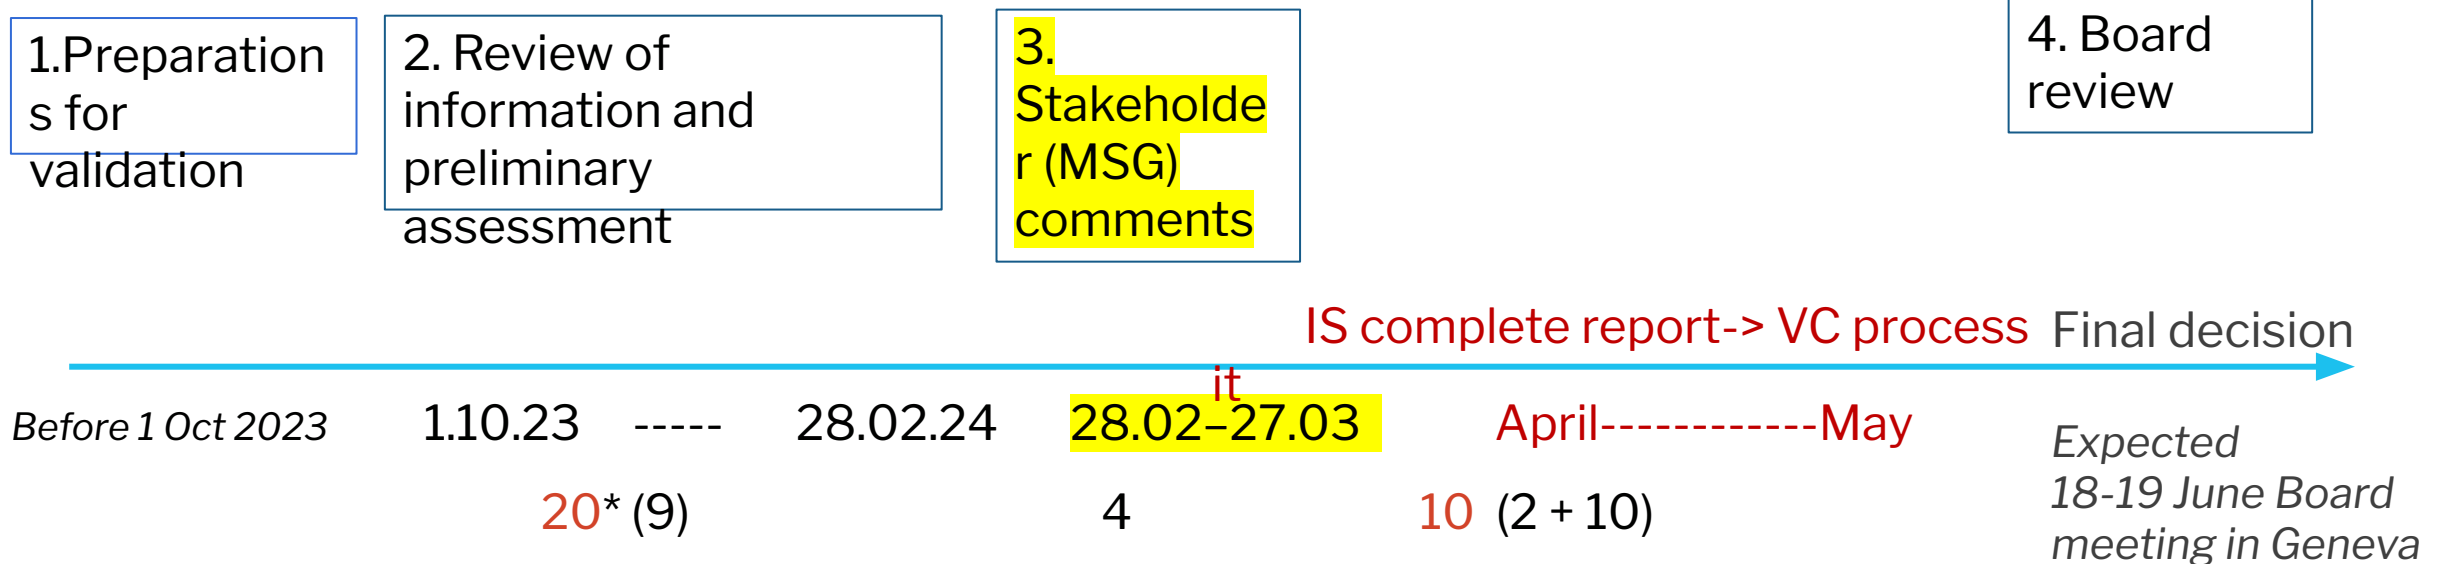 1.Preparation
s for
validation
2. Review of
information and
preliminary
assessment
3.
Stakeholde
r (MSG)
comments
4. Board
review
IS complete report-> VC process
Final decision
it
Before 1 Oct 2023
1.10.23 ----- 28.02.24
28.02–27.03
April------------May
Expected
18-19 June Board
meeting in Geneva
20* (9)
4
10 (2 + 10)